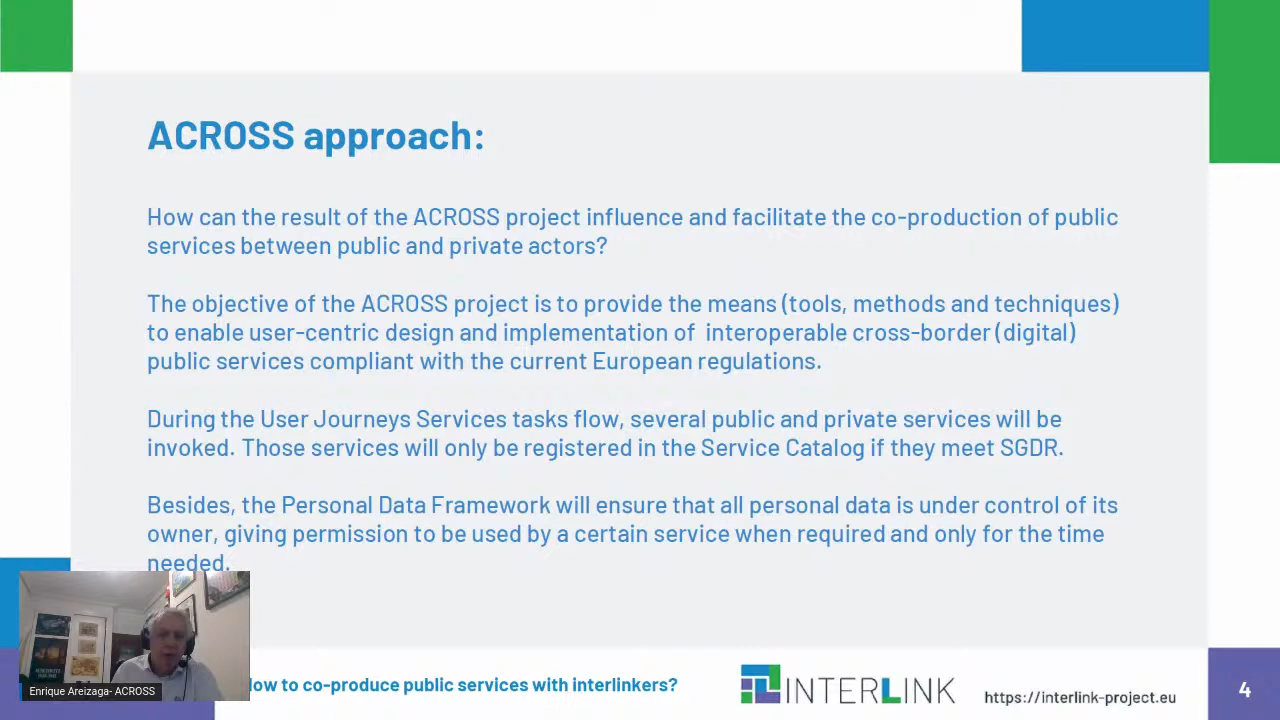 ACROSS approach:
How can the result of the ACROSS project influence and facilitate the co-production of public
services between public and private actors?
The objective of the ACROSS project is to provide the means (tools, methods and techniques)
to enable user-centric design and implementation of  interoperable cross-border (digital)
public services compliant with the current European regulations.
During the User Journeys Services tasks flow, several public and private services will be
invoked. Those services will only be registered in the Service Catalog if they meet SGDR.
Besides, the Personal Data Framework will ensure that all personal data is under control of its
owner, giving permission to be used by a certain service when required and only for the time
needed.
Enrique Areizaga- ACROSS
How to co-produce public services with interlinkers?
INTERLINK
https://interlink-project.eu
4